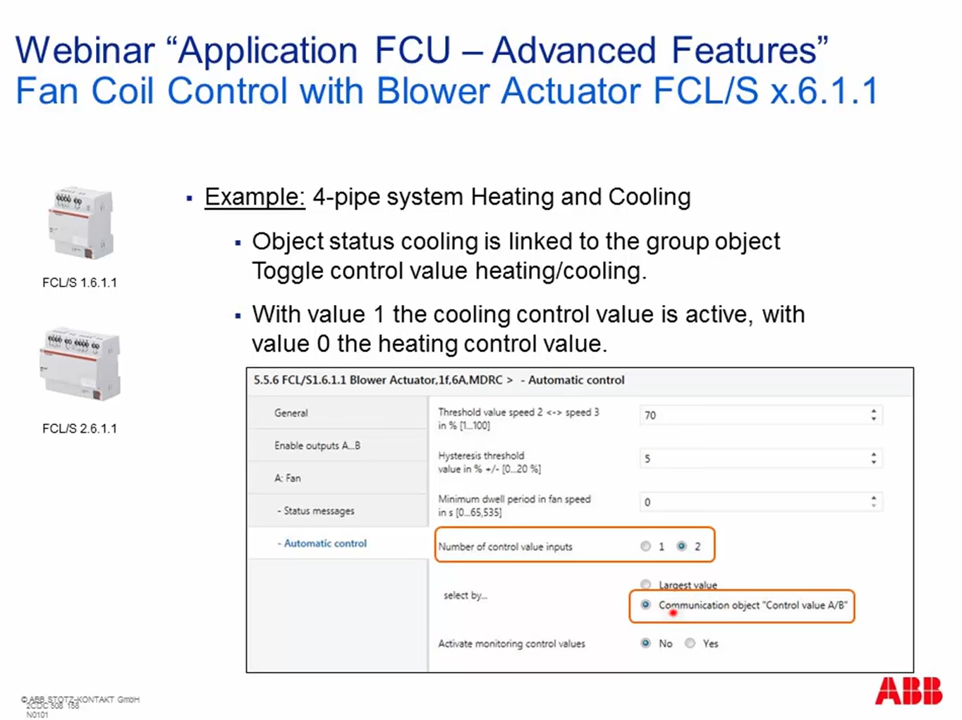 Webinar “Application FCU – Advanced Features”
Fan Coil Control with Blower Actuator FCL/S x.6.1.1
▪ Example: 4-pipe system Heating and Cooling
▪ Object status cooling is linked to the group object
Toggle control value heating/cooling.
▪ With value 1 the cooling control value is active, with
value 0 the heating control value.
FCL/S 1.6.1.1
FCL/S 2.6.1.1
5.5.6 FCL/S1.6.1.1 Blower Actuator,1f,6A,MDRC > - Automatic control
General
Enable outputs A...B
A: Fan
- Status messages
- Automatic control
Threshold value speed 2 <-> speed 3
in % [1...100]
70
Hysteresis threshold
value in % +/- [0...20 %]
5
Minimum dwell period in fan speed
in s [0...65,535]
0
Number of control value inputs
1 2
select by...
Largest value
Communication object "Control value A/B"
Activate monitoring control values
No Yes
© ABB STOTZ-KONTAKT GmbH
2CDC 508 158
N0101
ABB